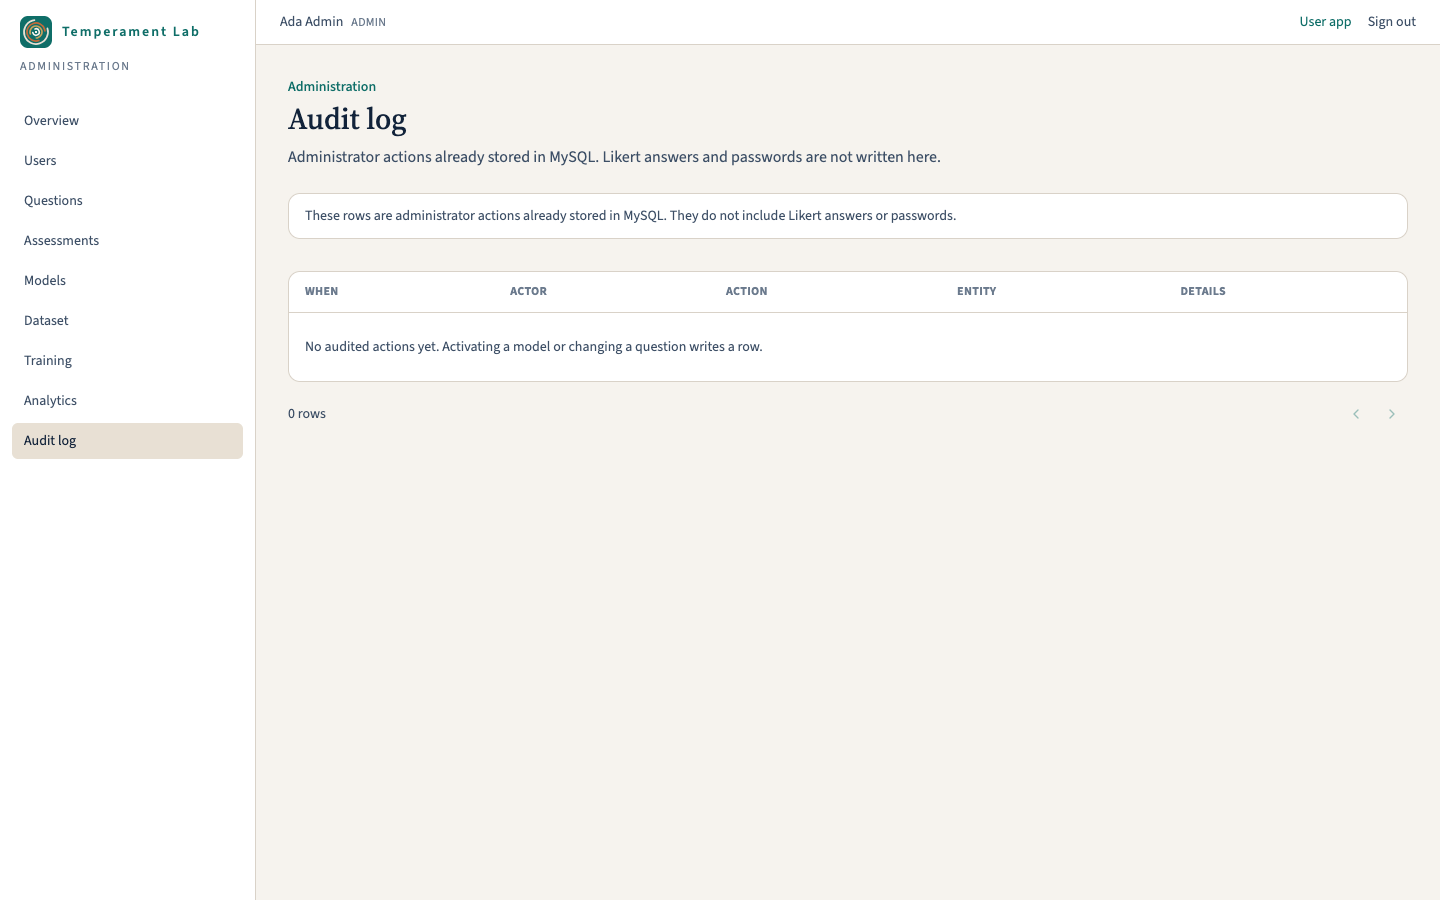 Temperament Lab
ADMINISTRATION
Overview
Users
Questions
Assessments
Models
Dataset
Training
Analytics
Audit log
Ada Admin ADMIN
User app Sign out
Administration
Audit log
Administrator actions already stored in MySQL. Likert answers and passwords are not written here.
These rows are administrator actions already stored in MySQL. They do not include Likert answers or passwords.
WHEN ACTOR ACTION ENTITY DETAILS
No audited actions yet. Activating a model or changing a question writes a row.
0 rows